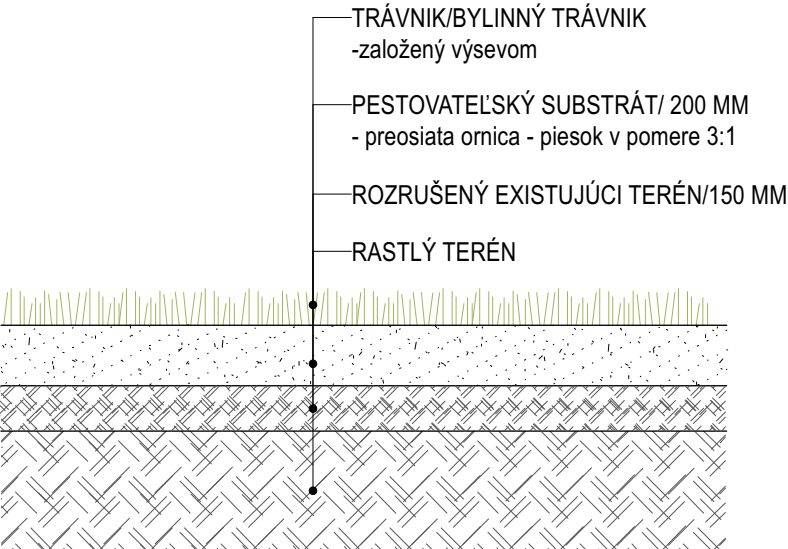 TRÁVNIK/BYLINNÝ TRÁVNIK
-založený výsevom
PESTOVATEĽSKÝ SUBSTRÁT/ 200 MM
- preosiata ornica - piesok v pomere 3:1
ROZRUŠENÝ EXISTUJÚCI TERÉN/150 MM
RASTLÝ TERÉN